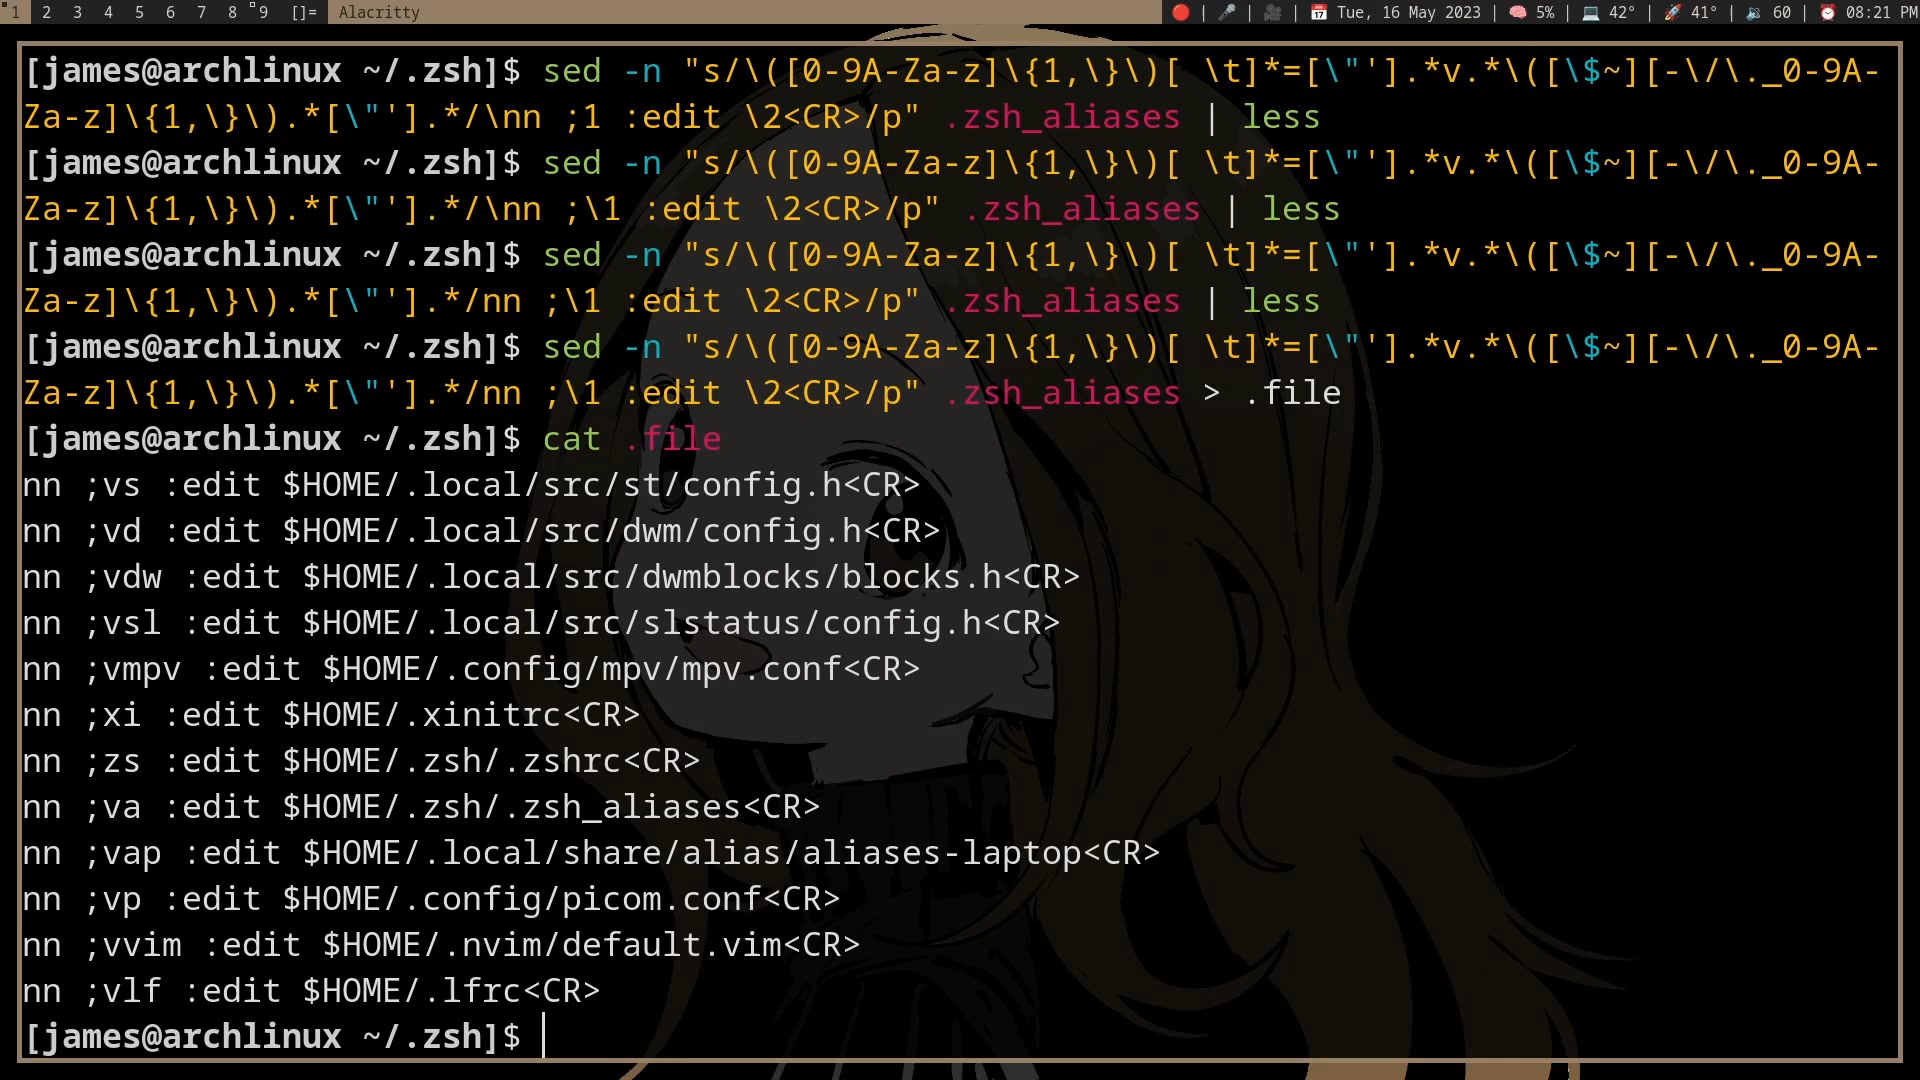 1 2 3 4 5 6 7 8 9 []= Alacritty | | | Tue, 16 May 2023 | 5% | 42° | 41° | 60 | 08:21 PM
[james@archlinux ~/.zsh]$ sed -n "s/\([0-9A-Za-z]\{1,\}\)[ \t]*=[\"'].*v.*\([\$~][-\/\._0-9A-
Za-z]\{1,\}\).*[\"'].*/\nn ;1 :edit \2<CR>/p" .zsh_aliases | less
[james@archlinux ~/.zsh]$ sed -n "s/\([0-9A-Za-z]\{1,\}\)[ \t]*=[\"'].*v.*\([\$~][-\/\._0-9A-
Za-z]\{1,\}\).*[\"'].*/\nn ;\1 :edit \2<CR>/p" .zsh_aliases | less
[james@archlinux ~/.zsh]$ sed -n "s/\([0-9A-Za-z]\{1,\}\)[ \t]*=[\"'].*v.*\([\$~][-\/\._0-9A-
Za-z]\{1,\}\).*[\"'].*/nn ;\1 :edit \2<CR>/p" .zsh_aliases | less
[james@archlinux ~/.zsh]$ sed -n "s/\([0-9A-Za-z]\{1,\}\)[ \t]*=[\"'].*v.*\([\$~][-\/\._0-9A-
Za-z]\{1,\}\).*[\"'].*/nn ;\1 :edit \2<CR>/p" .zsh_aliases > .file
[james@archlinux ~/.zsh]$ cat .file
nn ;vs :edit $HOME/.local/src/st/config.h<CR>
nn ;vd :edit $HOME/.local/src/dwm/config.h<CR>
nn ;vdw :edit $HOME/.local/src/dwmblocks/blocks.h<CR>
nn ;vsl :edit $HOME/.local/src/slstatus/config.h<CR>
nn ;vmpv :edit $HOME/.config/mpv/mpv.conf<CR>
nn ;xi :edit $HOME/.xinitrc<CR>
nn ;zs :edit $HOME/.zsh/.zshrc<CR>
nn ;va :edit $HOME/.zsh/.zsh_aliases<CR>
nn ;vap :edit $HOME/.local/share/alias/aliases-laptop<CR>
nn ;vp :edit $HOME/.config/picom.conf<CR>
nn ;vvim :edit $HOME/.nvim/default.vim<CR>
nn ;vlf :edit $HOME/.lfrc<CR>
[james@archlinux ~/.zsh]$